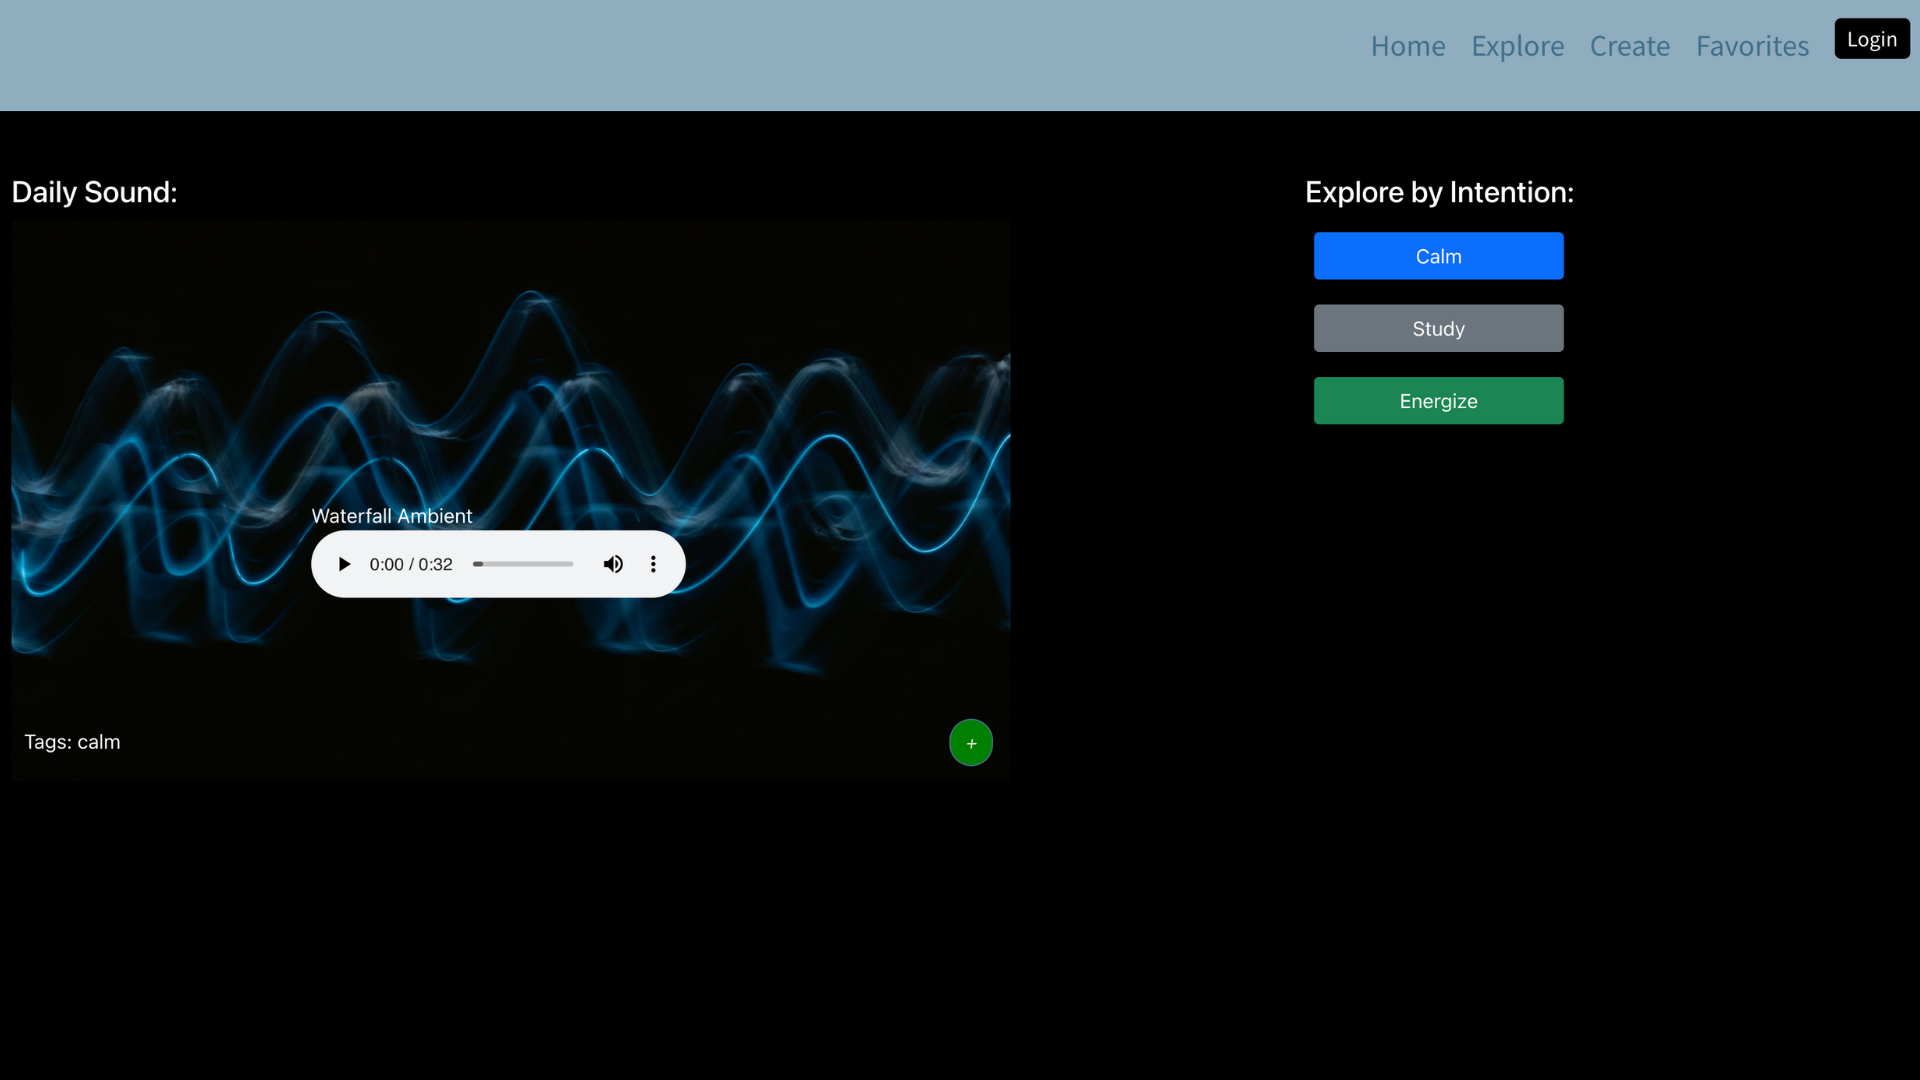 Home Explore Create Favorites Login
Daily Sound:
Waterfall Ambient
0:00 / 0:32
Tags: calm
+
Explore by Intention:
Calm
Study
Energize